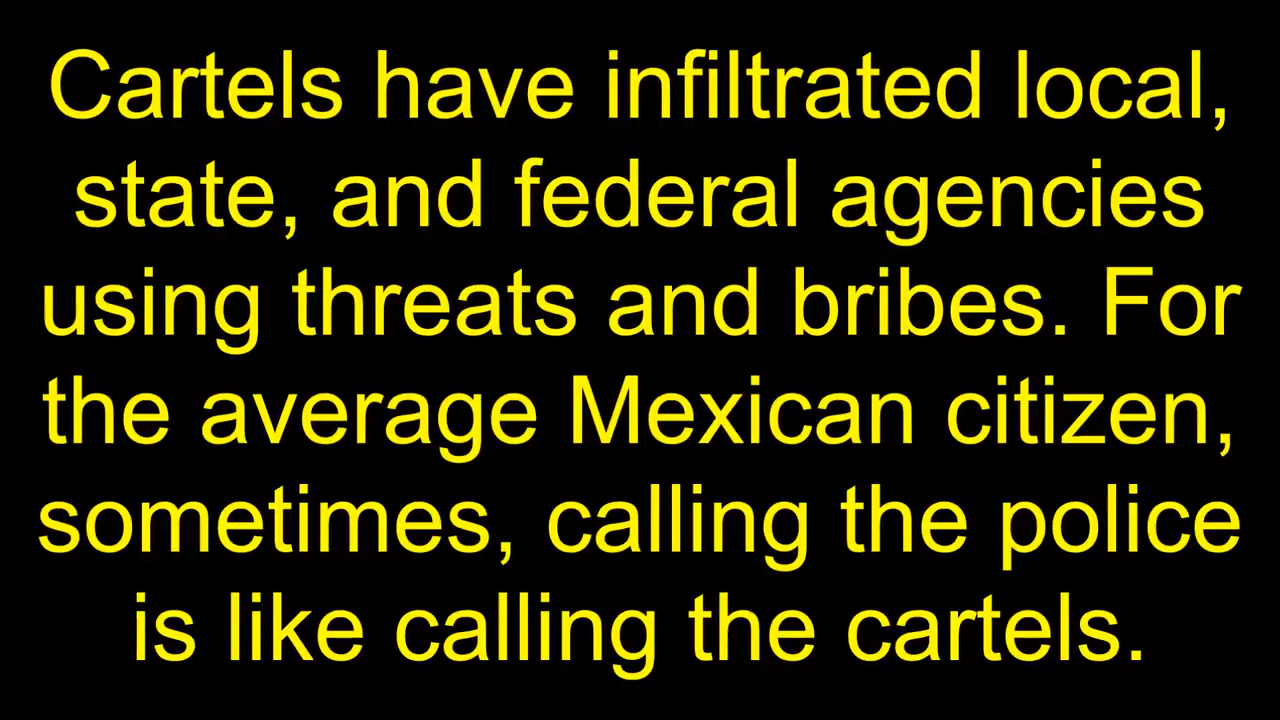 Cartels have infiltrated local,
state, and federal agencies
using threats and bribes. For
the average Mexican citizen,
sometimes, calling the police
is like calling the cartels.